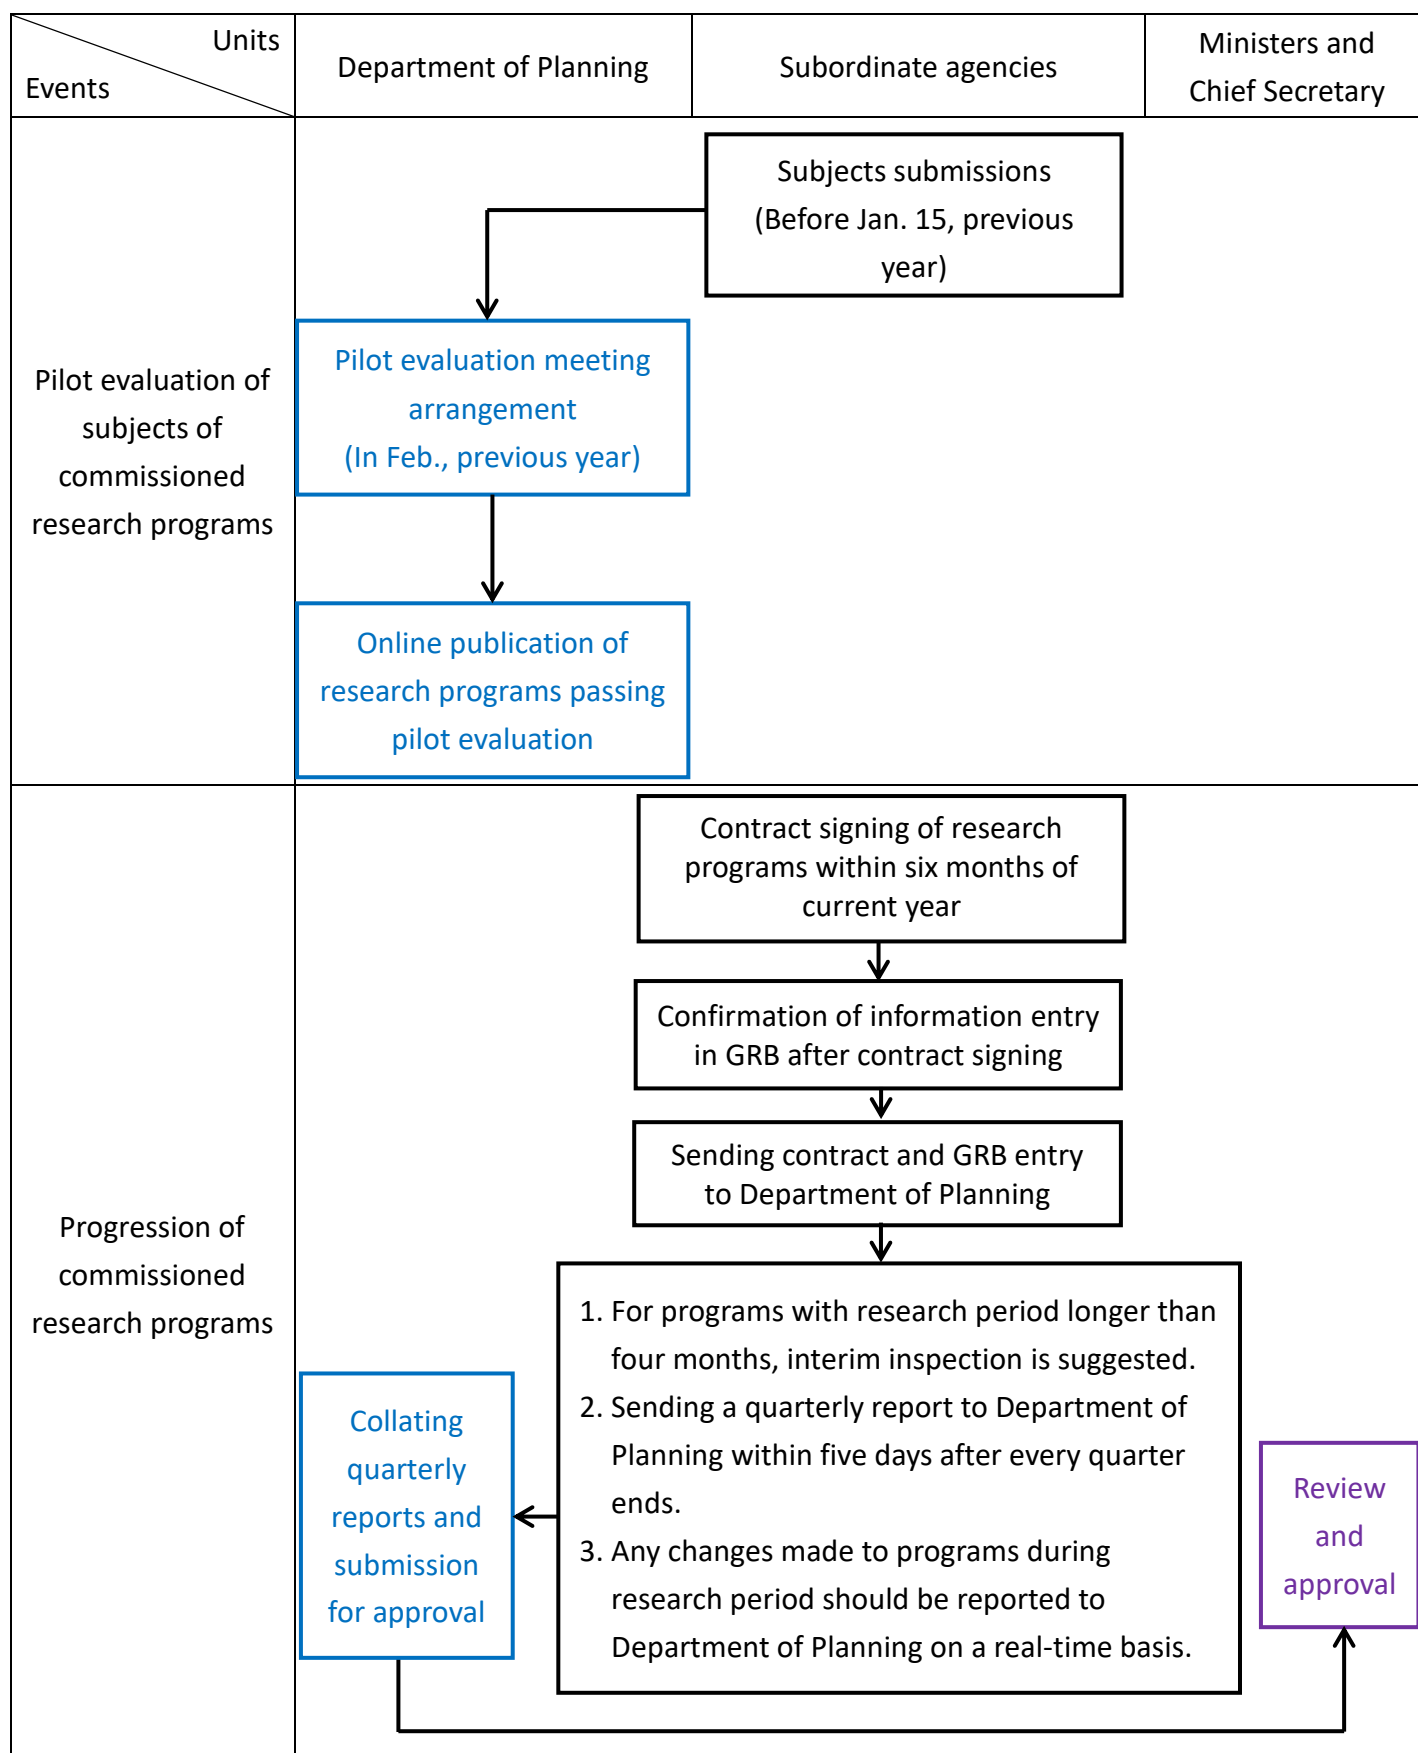 Units
Events
Department of Planning
Subordinate agencies
Ministers and
Chief Secretary
Pilot evaluation of
subjects of
commissioned
research programs
Subjects submissions
(Before Jan. 15, previous
year)
Pilot evaluation meeting
arrangement
(In Feb., previous year)
Online publication of
research programs passing
pilot evaluation
Progression of
commissioned
research programs
Contract signing of research
programs within six months of
current year
Confirmation of information entry
in GRB after contract signing
Sending contract and GRB entry
to Department of Planning
1. For programs with research period longer than
four months, interim inspection is suggested.
2. Sending a quarterly report to Department of
Planning within five days after every quarter
ends.
3. Any changes made to programs during
research period should be reported to
Department of Planning on a real-time basis.
Collating
quarterly
reports and
submission
for approval
Review
and
approval